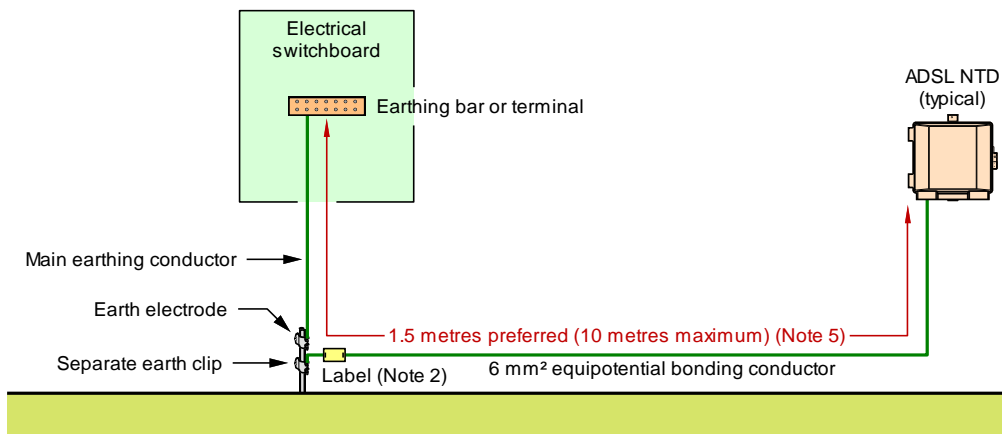 Electrical
switchboard
ADSL NTD
(typical)
Earthing bar or terminal
Main earthing conductor
Earth electrode
1.5 metres preferred (10 metres maximum) (Note 5)
Separate earth clip
Label (Note 2)
6 mm² equipotential bonding conductor